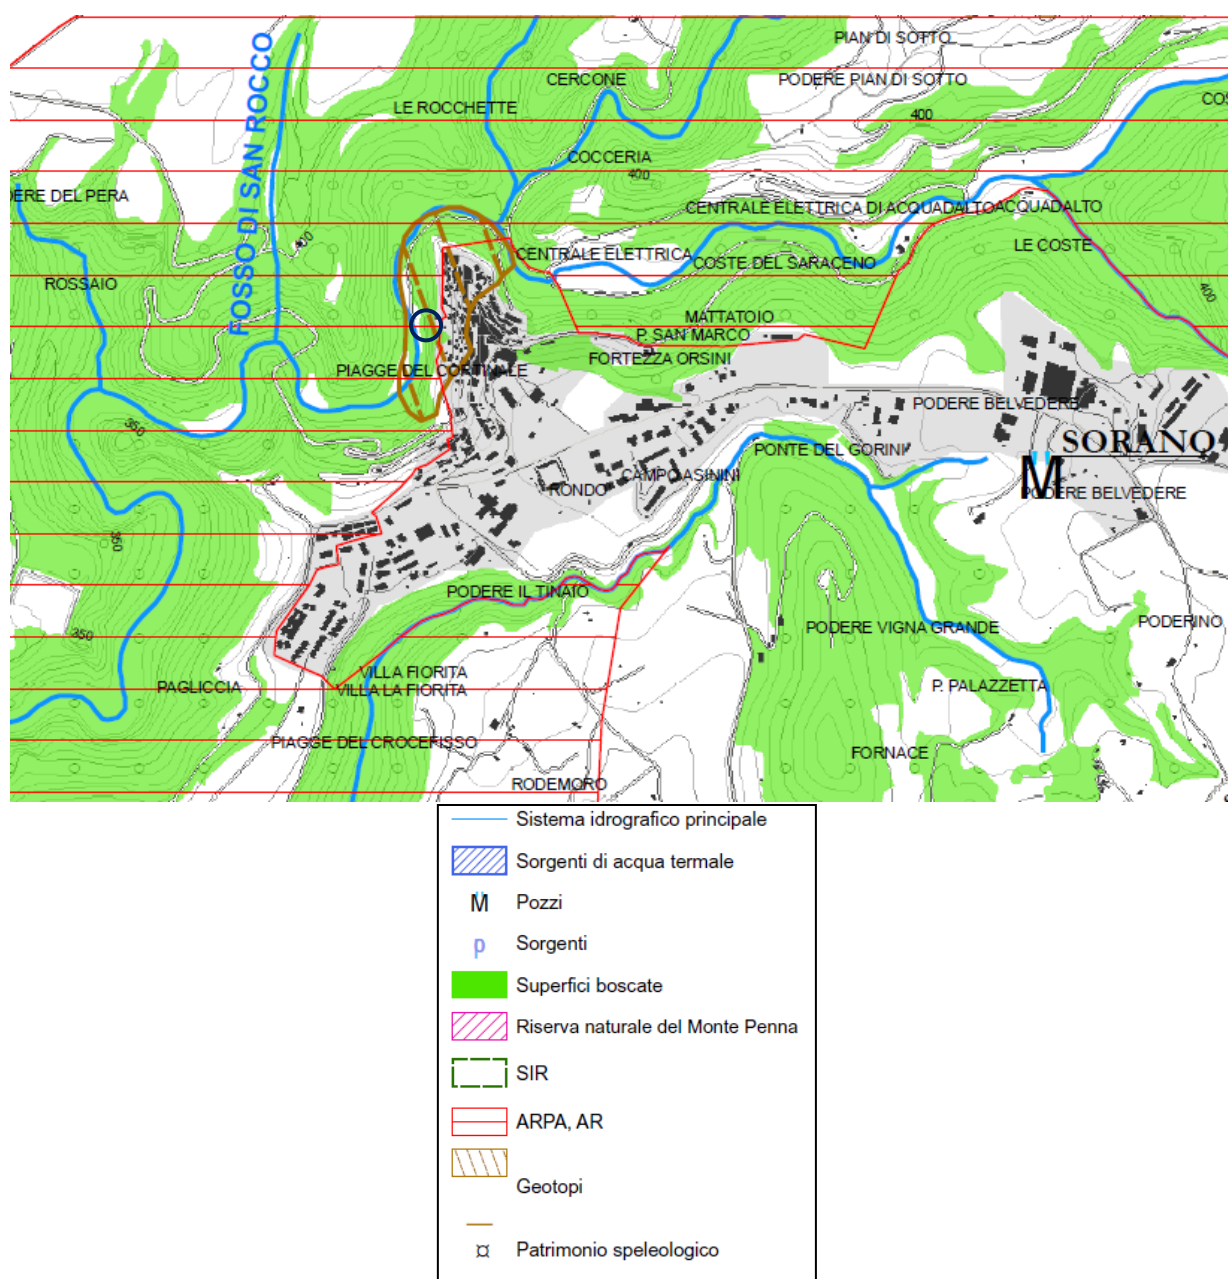 PIAN DI SOTTO
CERCONE
PODERE PIAN DI SOTTO
LE ROCCHETTE
400
COS
FOSSO DI SAN ROCCO
COCCERIA
400
DERE DEL PERA
CENTRALE ELETTRICA DI ACQUADALTO
ACQUADALTO
400
LE COSTE
CENTRALE ELETTRICA
COSTE DEL SARACENO
ROSSAIO
400
MATTATOIO
P. SAN MARCO
FORTEZZA ORSINI
PIAGGE DEL CORTINALE
PODERE BELVEDERE
350
SORANO
PONTE DEL GORINI
CAMPO ASININI
RONDO
M
PODERE BELVEDERE
350
PODERE IL TINAIO
350
PODERE VIGNA GRANDE
PODERINO
VILLA FIORITA
PAGLICCIA
VILLA LA FIORITA
P. PALAZZETTA
PIAGGE DEL CROCEFISSO
FORNACE
RODEMORO
Sistema idrografico principale
Sorgenti di acqua termale
M Pozzi
p Sorgenti
Superfici boscate
Riserva naturale del Monte Penna
SIR
ARPA, AR
Geotopi
¤ Patrimonio speleologico